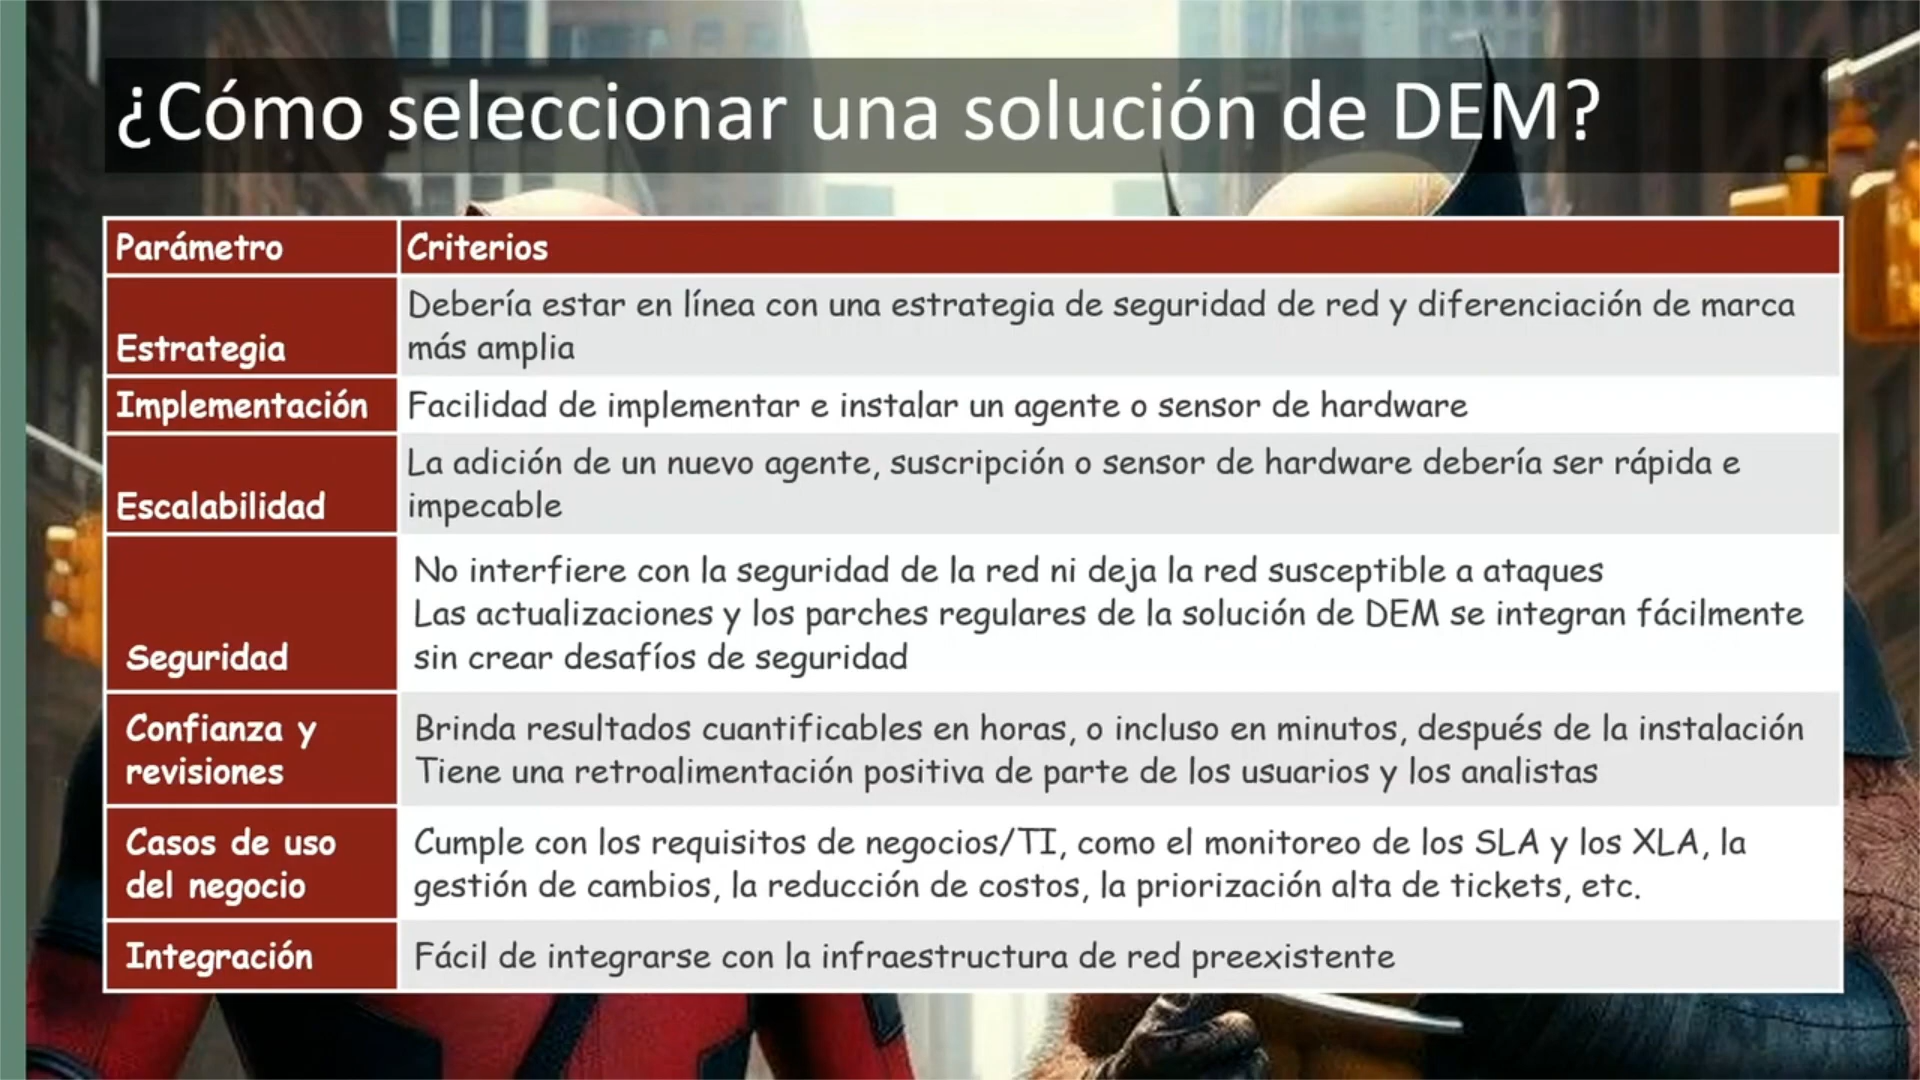 ¿Cómo seleccionar una solución de DEM?
Parámetro
Criterios
Estrategia
Debería estar en línea con una estrategia de seguridad de red y diferenciación de marca
más amplia
Implementación
Facilidad de implementar e instalar un agente o sensor de hardware
Escalabilidad
La adición de un nuevo agente, suscripción o sensor de hardware debería ser rápida e
impecable
Seguridad
No interfiere con la seguridad de la red ni deja la red susceptible a ataques
Las actualizaciones y los parches regulares de la solución de DEM se integran fácilmente
sin crear desafíos de seguridad
Confianza y
revisiones
Brinda resultados cuantificables en horas, o incluso en minutos, después de la instalación
Tiene una retroalimentación positiva de parte de los usuarios y los analistas
Casos de uso
del negocio
Cumple con los requisitos de negocios/TI, como el monitoreo de los SLA y los XLA, la
gestión de cambios, la reducción de costos, la priorización alta de tickets, etc.
Integración
Fácil de integrarse con la infraestructura de red preexistente